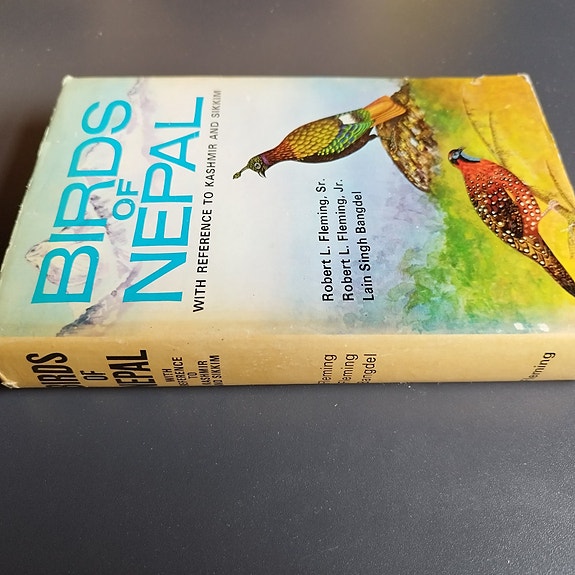 BIRDS
OF
NEPAL
WITH REFERENCE TO KASHMIR AND SIKKIM
Robert L. Fleming, Sr.
Robert L. Fleming, Jr.
Lain Singh Bangdel
BIRDS
OF
NEPAL
WITH
REFERENCE
TO
KASHMIR
AND SIKKIM
Fleming
Fleming
Bangdel
Fleming